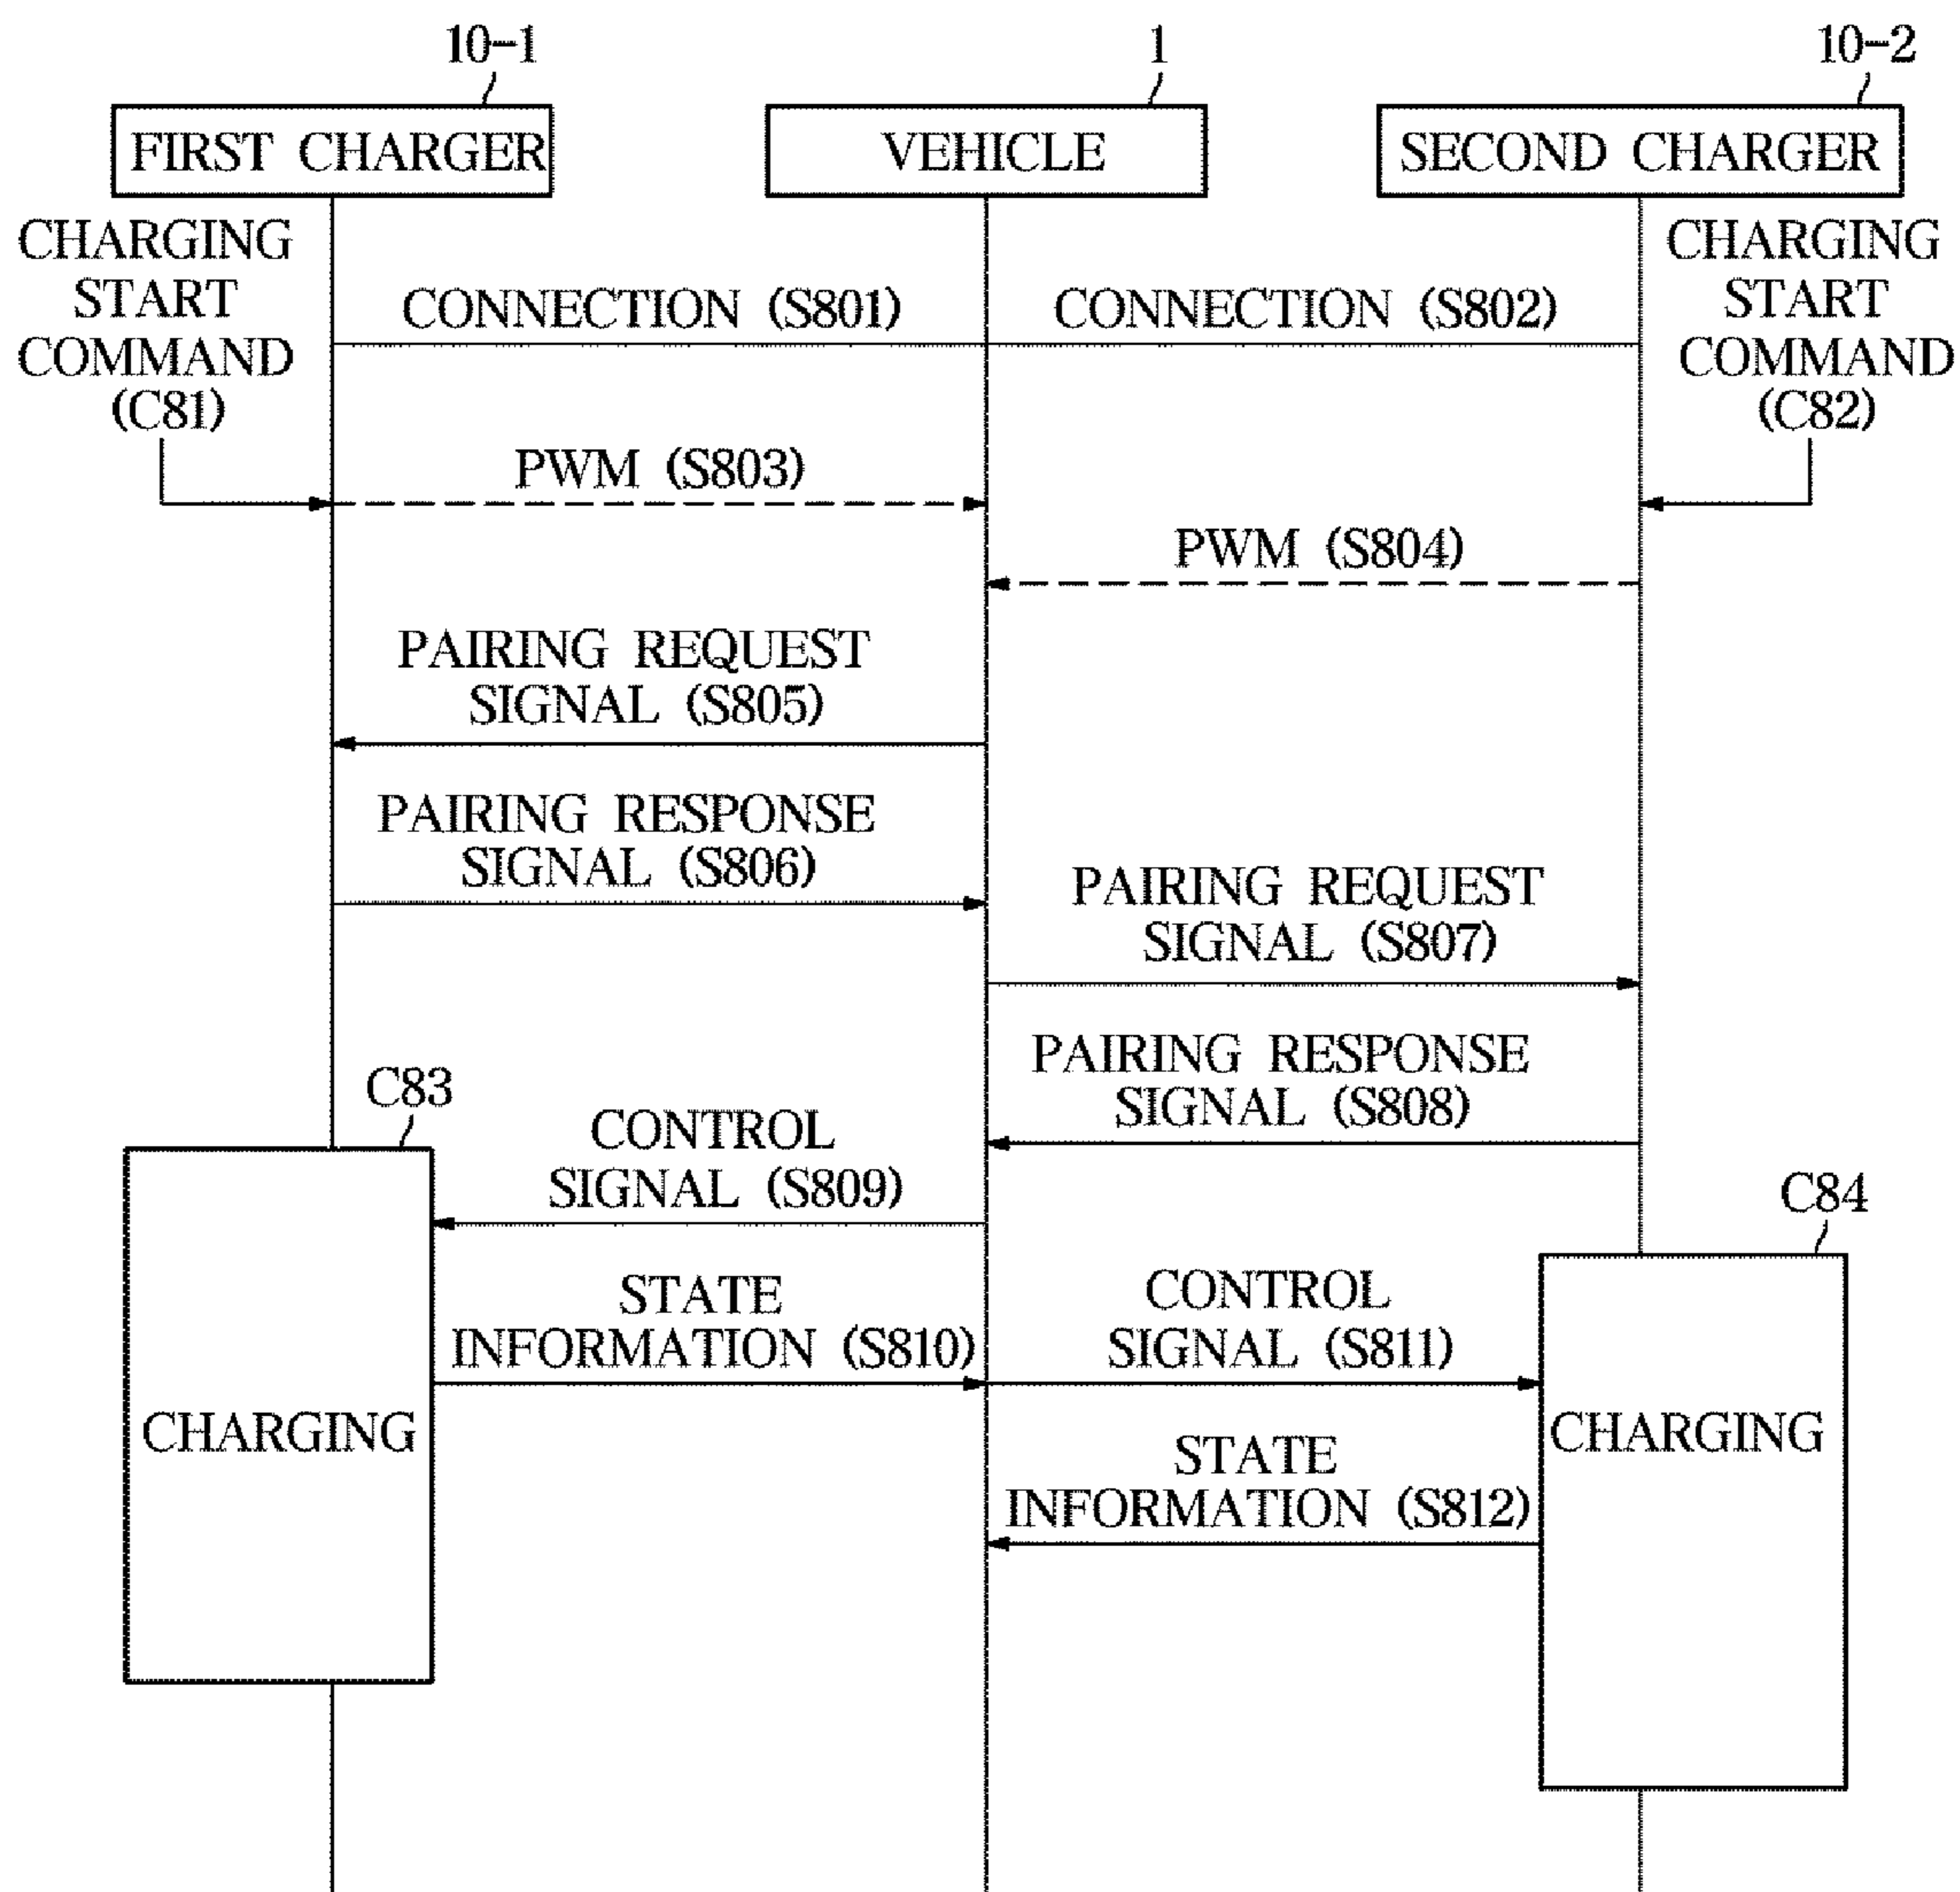 10-1
1
10-2
FIRST CHARGER
VEHICLE
SECOND CHARGER
CHARGING
START
COMMAND
(C81)
CONNECTION (S801)
CONNECTION (S802)
CHARGING
START
COMMAND
(C82)
PWM (S803)
PWM (S804)
PAIRING REQUEST
SIGNAL (S805)
PAIRING RESPONSE
SIGNAL (S806)
PAIRING REQUEST
SIGNAL (S807)
PAIRING RESPONSE
SIGNAL (S808)
C83
CONTROL
SIGNAL (S809)
C84
STATE
INFORMATION (S810)
CONTROL
SIGNAL (S811)
CHARGING
CHARGING
STATE
INFORMATION (S812)